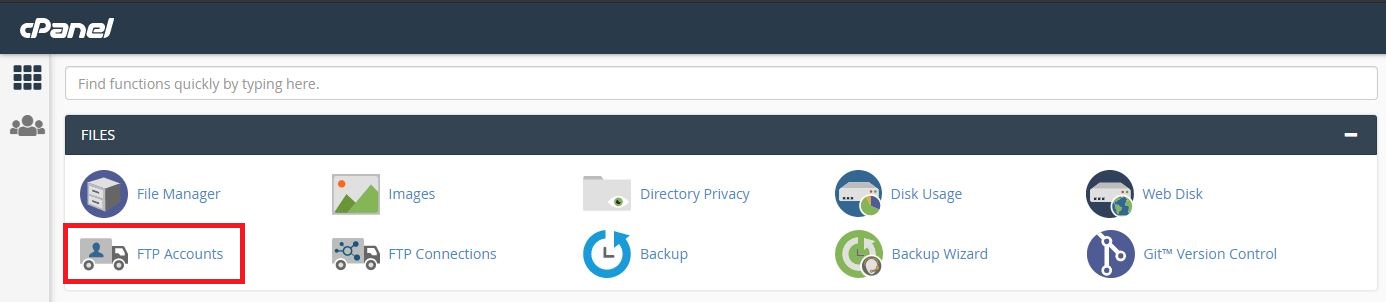 cPanel
Find functions quickly by typing here.
FILES
File Manager
Images
Directory Privacy
Disk Usage
Web Disk
FTP Accounts
FTP Connections
Backup
Backup Wizard
Git™ Version Control